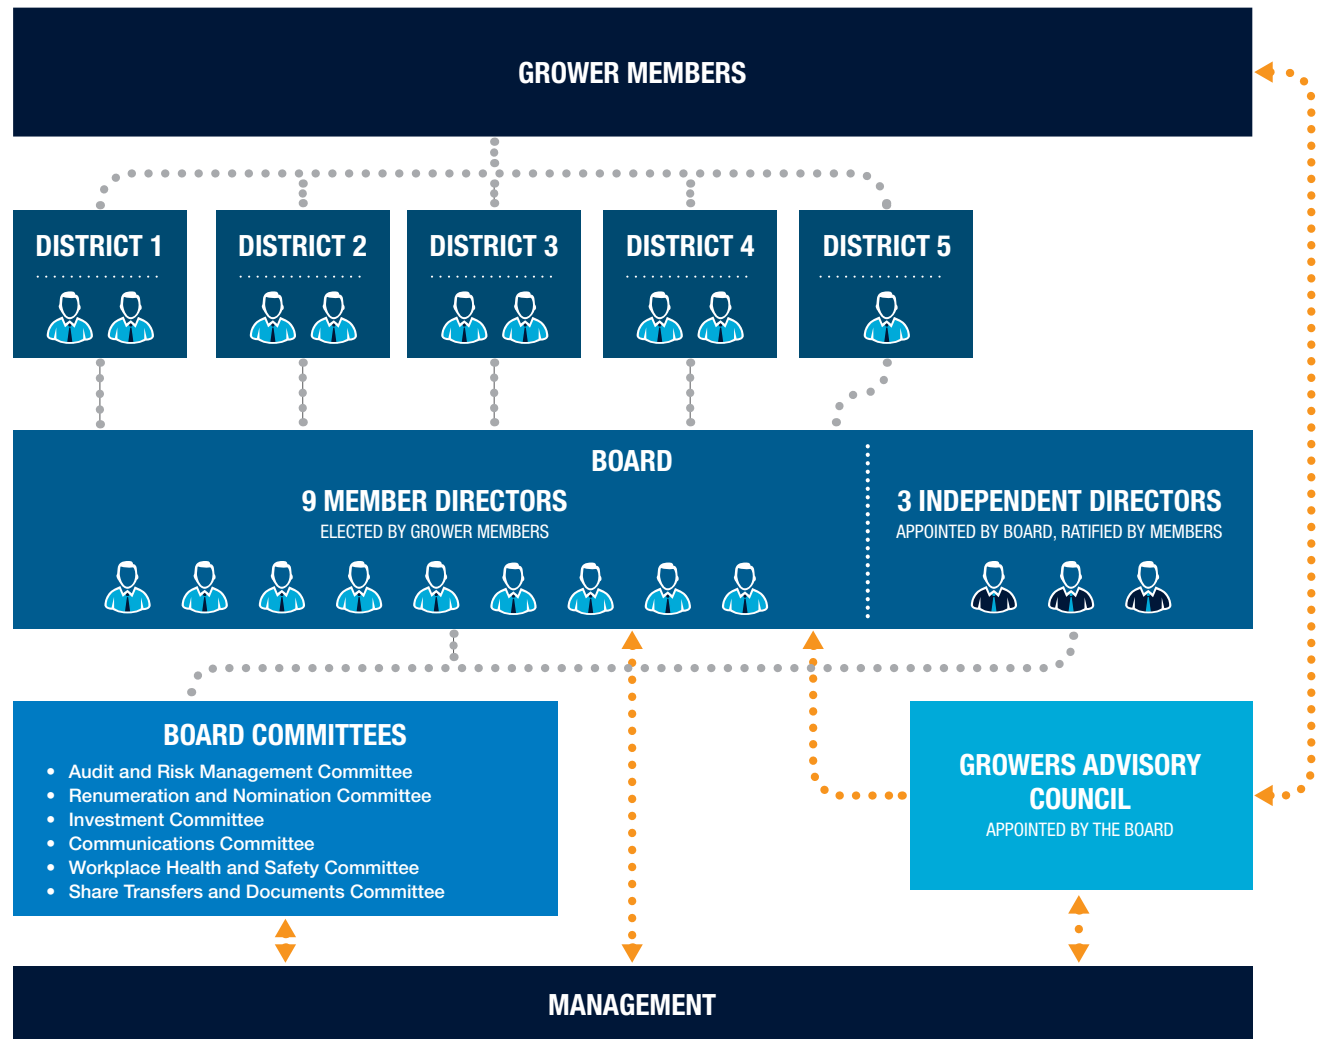 GROWER MEMBERS
DISTRICT 1
DISTRICT 2
DISTRICT 3
DISTRICT 4
DISTRICT 5
BOARD
9 MEMBER DIRECTORS
ELECTED BY GROWER MEMBERS
3 INDEPENDENT DIRECTORS
APPOINTED BY BOARD, RATIFIED BY MEMBERS
BOARD COMMITTEES
• Audit and Risk Management Committee
• Renumeration and Nomination Committee
• Investment Committee
• Communications Committee
• Workplace Health and Safety Committee
• Share Transfers and Documents Committee
GROWERS ADVISORY
COUNCIL
APPOINTED BY THE BOARD
MANAGEMENT